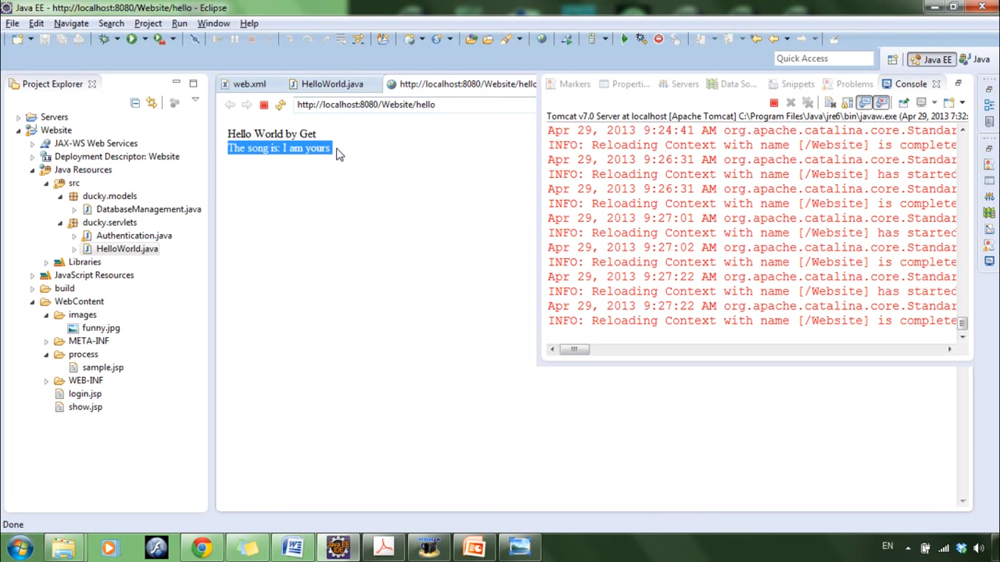 Java EE - http://localhost:8080/Website/hello - Eclipse
File Edit Navigate Search Project Run Window Help
Quick Access
Java EE
Java
Project Explorer
Servers
Website
JAX-WS Web Services
Deployment Descriptor: Website
Java Resources
src
ducky.models
DatabaseManagement.java
ducky.servlets
Authentication.java
HelloWorld.java
Libraries
JavaScript Resources
build
WebContent
images
funny.jpg
META-INF
process
sample.jsp
WEB-INF
login.jsp
show.jsp
web.xml HelloWorld.java http://localhost:8080/Website/hello
http://localhost:8080/Website/hello
Hello World by Get
The song is: I am yours
Markers Properti... Servers Data So... Snippets Problems Console
Tomcat v7.0 Server at localhost [Apache Tomcat] C:\Program Files\Java\jre6\bin\javaw.exe (Apr 29, 2013 7:32:
Apr 29, 2013 9:24:41 AM org.apache.catalina.core.Standar
INFO: Reloading Context with name [/Website] is complete
Apr 29, 2013 9:26:31 AM org.apache.catalina.core.Standar
INFO: Reloading Context with name [/Website] has started
Apr 29, 2013 9:26:31 AM org.apache.catalina.core.Standar
INFO: Reloading Context with name [/Website] is complete
Apr 29, 2013 9:27:01 AM org.apache.catalina.core.Standar
INFO: Reloading Context with name [/Website] has started
Apr 29, 2013 9:27:02 AM org.apache.catalina.core.Standar
INFO: Reloading Context with name [/Website] is complete
Apr 29, 2013 9:27:22 AM org.apache.catalina.core.Standar
INFO: Reloading Context with name [/Website] has started
Apr 29, 2013 9:27:22 AM org.apache.catalina.core.Standar
INFO: Reloading Context with name [/Website] is complete
Done
Java EE
IDE
HYPERCAM
EN